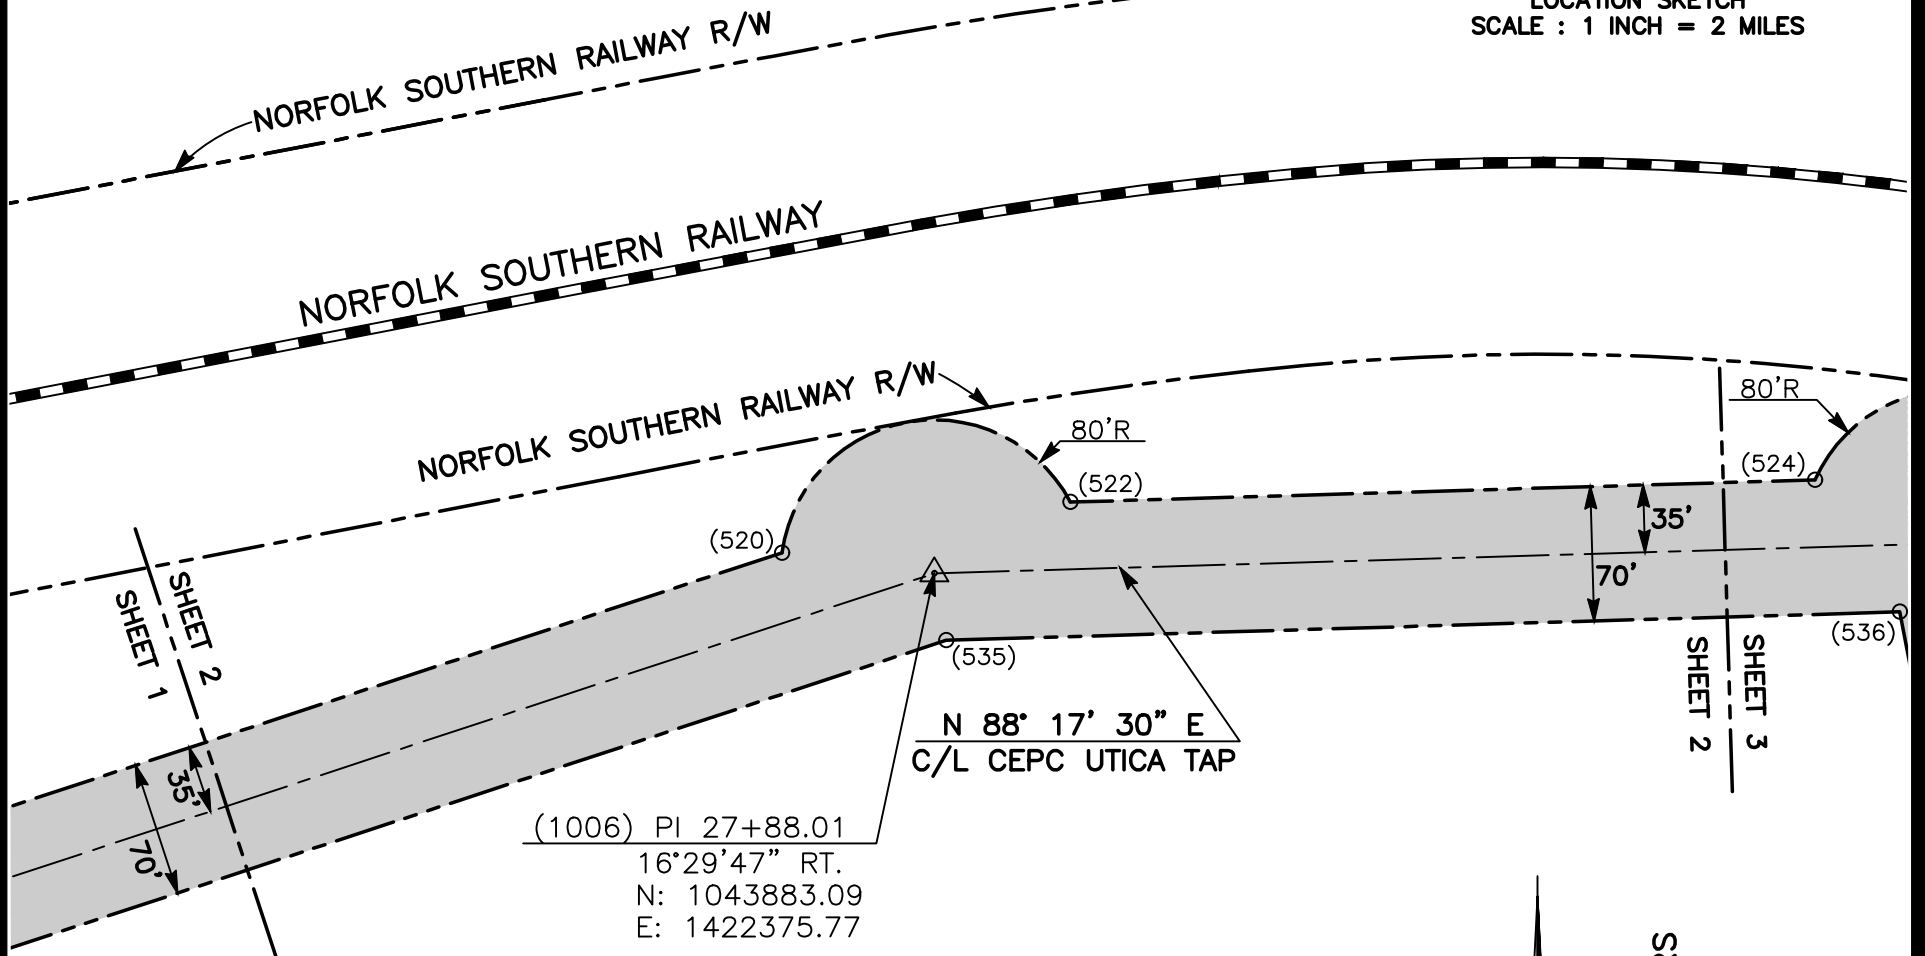 LOCATION SKETCH
SCALE : 1 INCH = 2 MILES
NORFOLK SOUTHERN RAILWAY R/W
NORFOLK SOUTHERN RAILWAY
NORFOLK SOUTHERN RAILWAY R/W
80'R
80'R
(520)
(522)
(524)
35'
70'
(535)
(536)
SHEET 1
SHEET 2
SHEET 2
SHEET 3
N 88° 17' 30" E
C/L CEPC UTICA TAP
35'
70'
(1006) PI 27+88.01
16°29'47" RT.
N: 1043883.09
E: 1422375.77